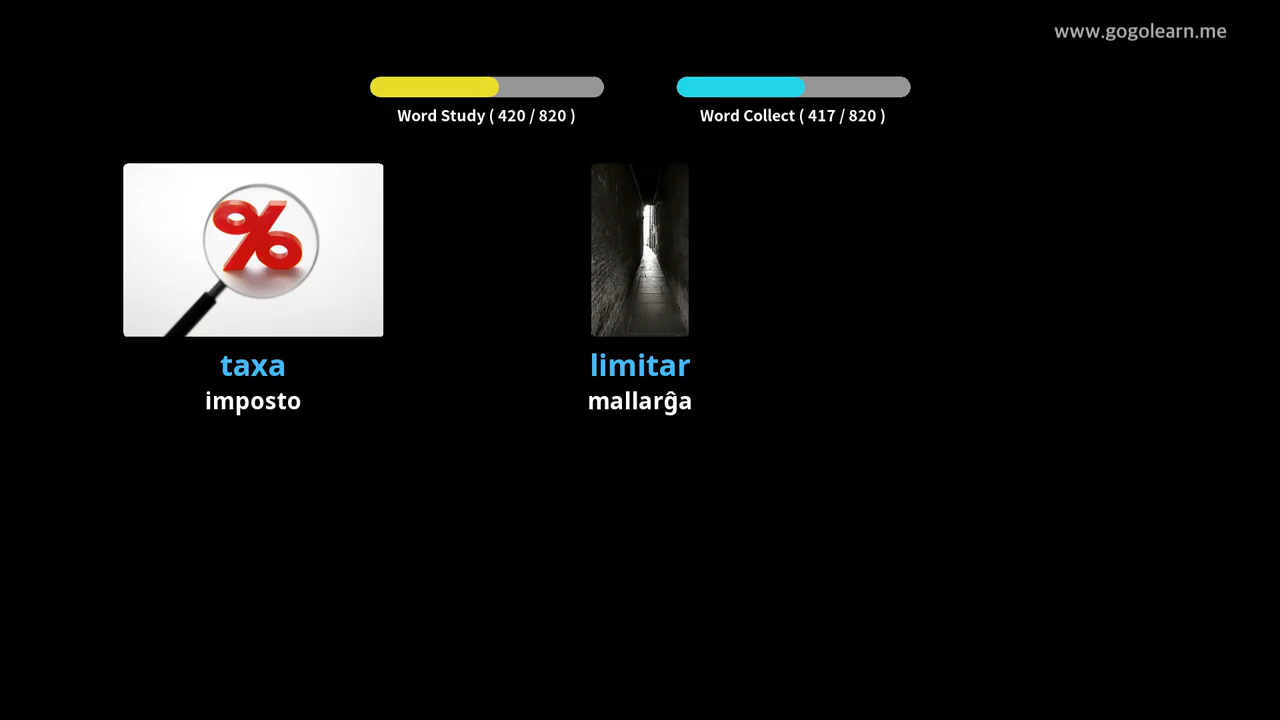 www.gogolearn.me
Word Study ( 420 / 820 )
Word Collect ( 417 / 820 )
%
taxa
imposto
limitar
mallarĝa